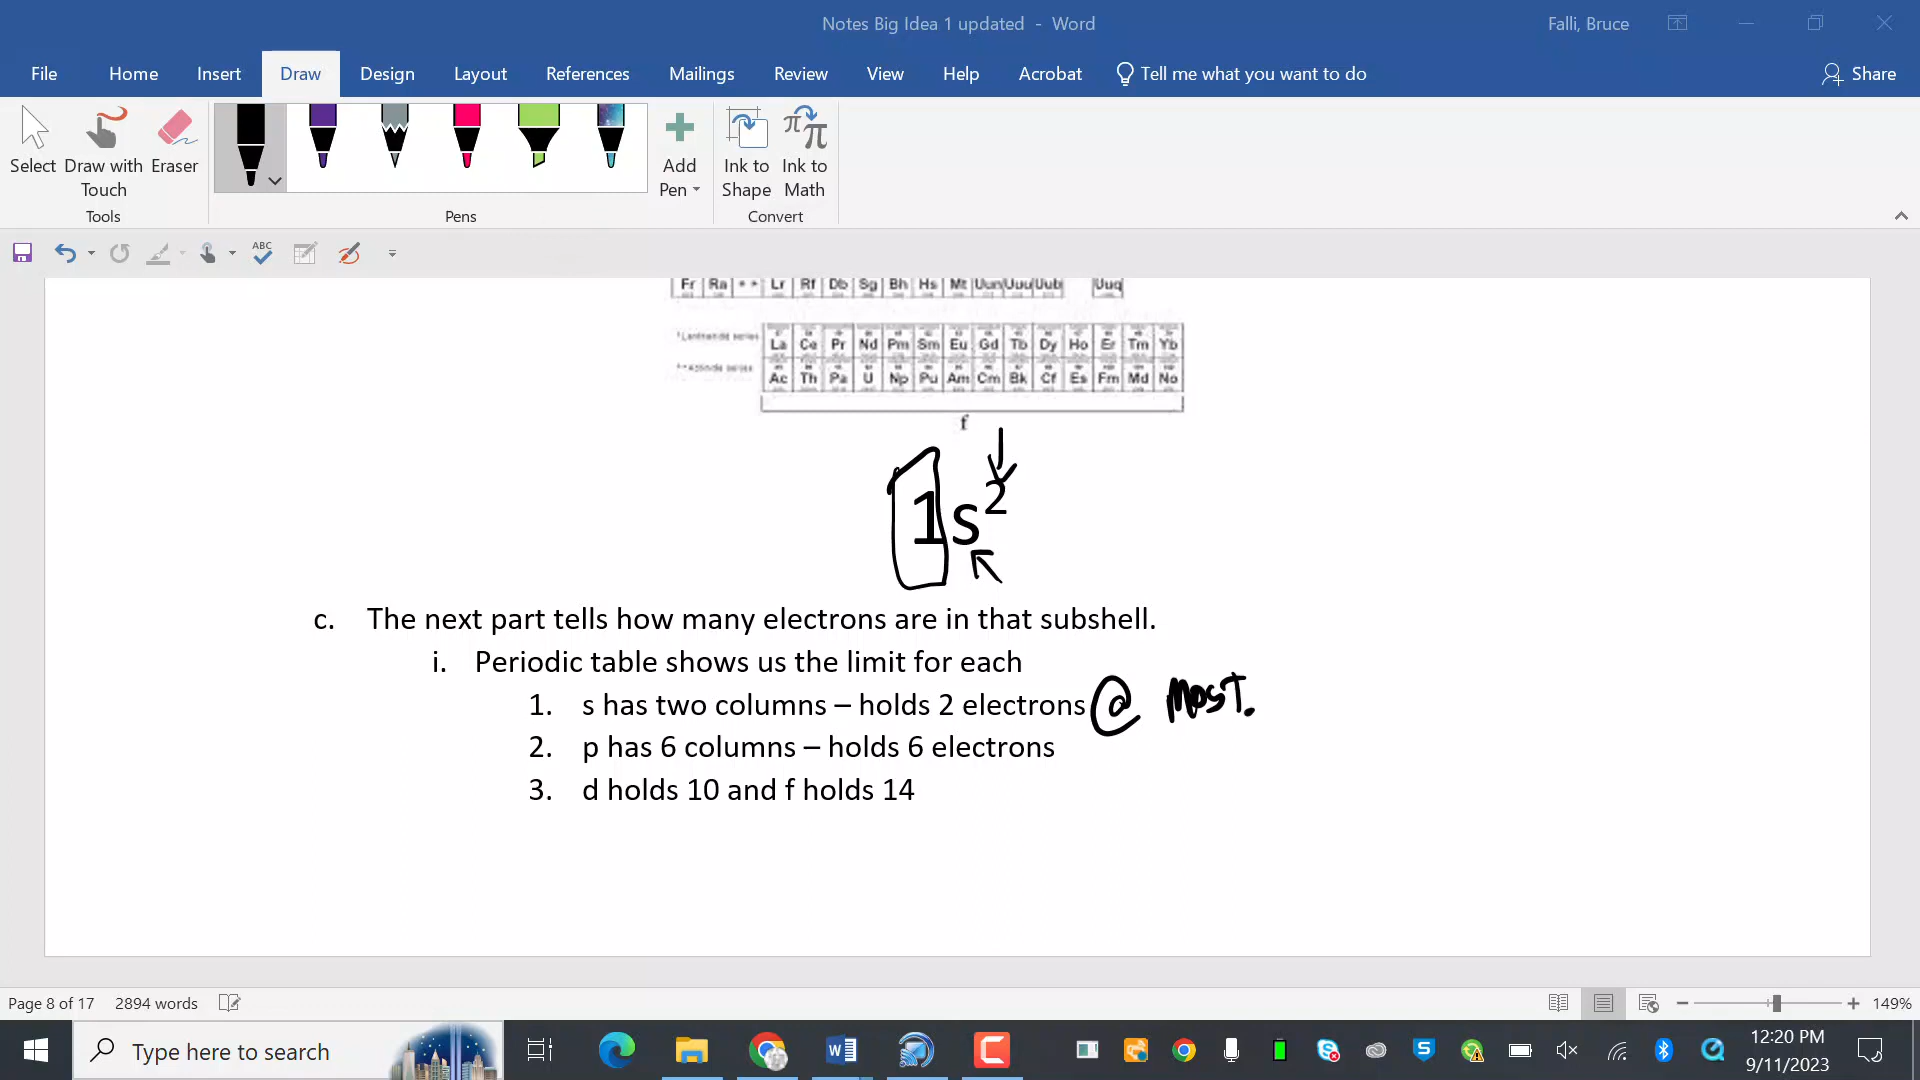 Notes Big Idea 1 updated - Word
Falli, Bruce
File Home Insert Draw Design Layout References Mailings Review View Help Acrobat Tell me what you want to do Share
Select Draw with Touch Eraser Add Pen Ink to Shape Ink to Math
Tools Pens Convert
ABC
Fr Ra * * Lr Rf Db Sg Bh Hs Mt Uun Uuu Uub Uuq
La Ce Pr Nd Pm Sm Eu Gd Tb Dy Ho Er Tm Yb
Ac Th Pa U Np Pu Am Cm Bk Cf Es Fm Md No
f
1s²
c. The next part tells how many electrons are in that subshell.
i. Periodic table shows us the limit for each
1. s has two columns – holds 2 electrons @ MOST.
2. p has 6 columns – holds 6 electrons
3. d holds 10 and f holds 14
Page 8 of 17 2894 words 149%
Type here to search
12:20 PM
9/11/2023